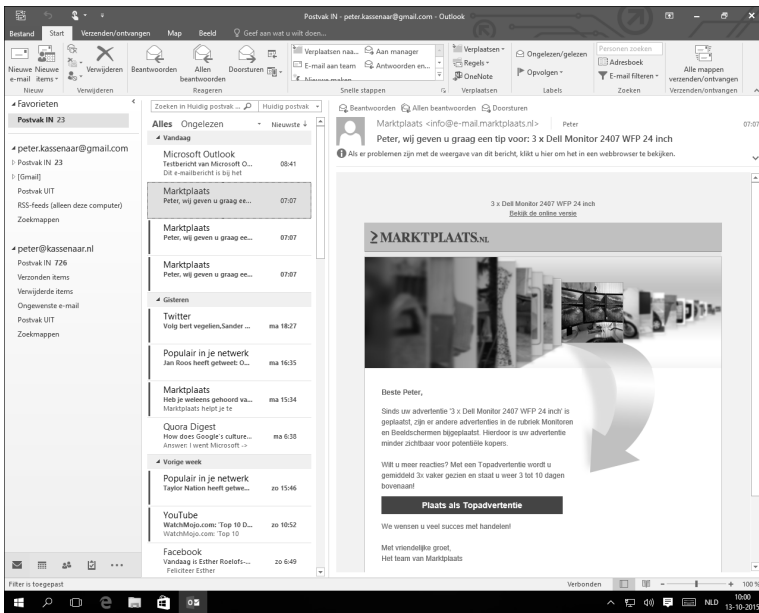 Postvak IN - peter.kassenaar@gmail.com - Outlook
Bestand Start Verzenden/ontvangen Map Beeld Geef aan wat u wilt doen...
Nieuwe e-mail
Nieuwe items
Nieuw
Verwijderen
Verwijderen
Beantwoorden
Allen beantwoorden
Doorsturen
Reageren
Verplaatsen naa...
E-mail aan team
Nieuwe maken
Aan manager
Antwoorden en...
Snelle stappen
Verplaatsen
Regels
OneNote
Verplaatsen
Ongelezen/gelezen
Opvolgen
Labels
Personen zoeken
Adresboek
E-mail filteren
Zoeken
Alle mappen verzenden/ontvangen
Verzenden/ontvangen
Favorieten
Postvak IN 23
peter.kassenaar@gmail.com
Postvak IN 23
[Gmail]
Postvak UIT
RSS-feeds (alleen deze computer)
Zoekmappen
peter@kassenaar.nl
Postvak IN 726
Verzonden items
Verwijderde items
Ongewenste e-mail
Postvak UIT
Zoekmappen
Zoeken in Huidig postvak ... Huidig postvak
Alles Ongelezen Nieuwste
Vandaag
Microsoft Outlook
Testbericht van Microsoft O... 08:41
Dit e-mailbericht is bij het
Marktplaats
Peter, wij geven u graag ee... 07:07
Marktplaats
Peter, wij geven u graag ee... 07:07
Marktplaats
Peter, wij geven u graag ee... 07:07
Gisteren
Twitter
Volg bert vegelien,Sander ... ma 18:27
Populair in je netwerk
Jan Roos heeft getweet: O... ma 16:35
Marktplaats
Heb je weleens gehoord va... ma 15:34
Marktplaats helpt je te
Quora Digest
How does Google's culture... ma 6:38
Answer: I went Microsoft ->
Vorige week
Populair in je netwerk
Taylor Nation heeft getwe... zo 15:46
YouTube
WatchMojo.com: 'Top 10 D... zo 10:52
WatchMojo.com: 'Top 10
Facebook
Vandaag is Esther Roelofs-... zo 6:49
Feliciteer Esther
Beantwoorden Allen beantwoorden Doorsturen
Marktplaats <info@e-mail.marktplaats.nl> Peter 07:07
Peter, wij geven u graag een tip voor: 3 x Dell Monitor 2407 WFP 24 inch
Als er problemen zijn met de weergave van dit bericht, klikt u hier om het in een webbrowser te bekijken.
3 x Dell Monitor 2407 WFP 24 inch
Bekijk de online versie
MARKTPLAATS.NL
Beste Peter,
Sinds uw advertentie '3 x Dell Monitor 2407 WFP 24 inch' is
geplaatst, zijn er andere advertenties in de rubriek Monitoren
en Beeldschermen bijgeplaatst. Hierdoor is uw advertentie
minder zichtbaar voor potentiële kopers.
Wilt u meer reacties? Met een Topadvertentie wordt u
gemiddeld 3x vaker gezien en staat u weer 3 tot 10 dagen
bovenaan!
Plaats als Topadvertentie
We wensen u veel succes met handelen!
Met vriendelijke groet,
Het team van Marktplaats
Filter is toegepast
Verbonden
100 %
NLD
10:00
13-10-2015